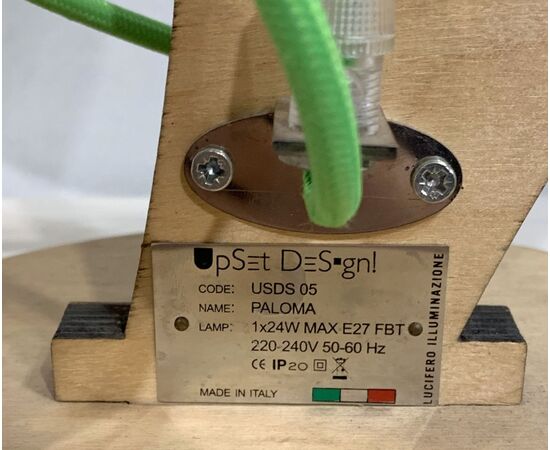 UpSEt DESign!
CODE: USDS 05
NAME: PALOMA
LAMP: 1x24W MAX E27 FBT
220-240V 50-60 Hz
CE IP20
MADE IN ITALY
LUCIFERO ILLUMINAZIONE